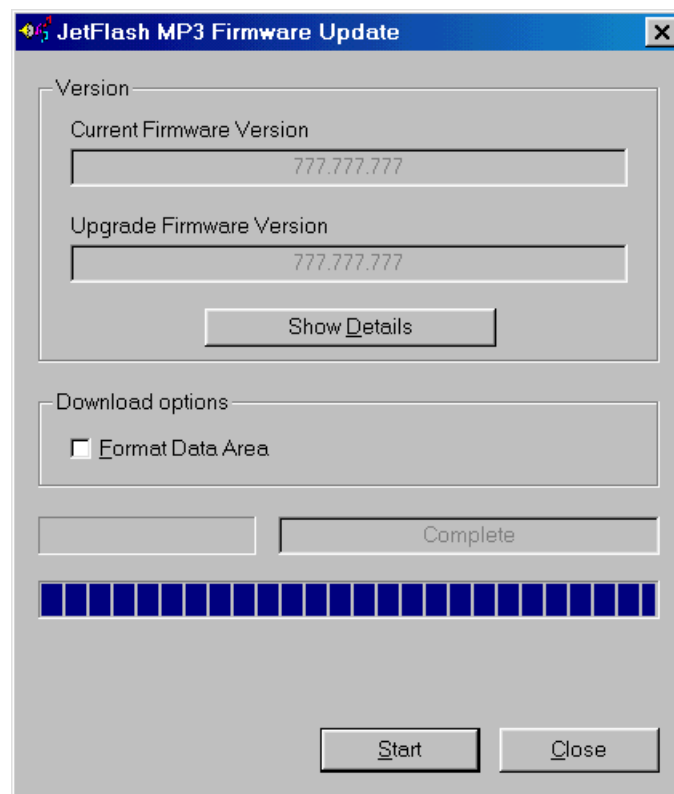 JetFlash MP3 Firmware Update
Version
Current Firmware Version
777.777.777
Upgrade Firmware Version
777.777.777
Show Details
Download options
Format Data Area
Complete
Start
Close